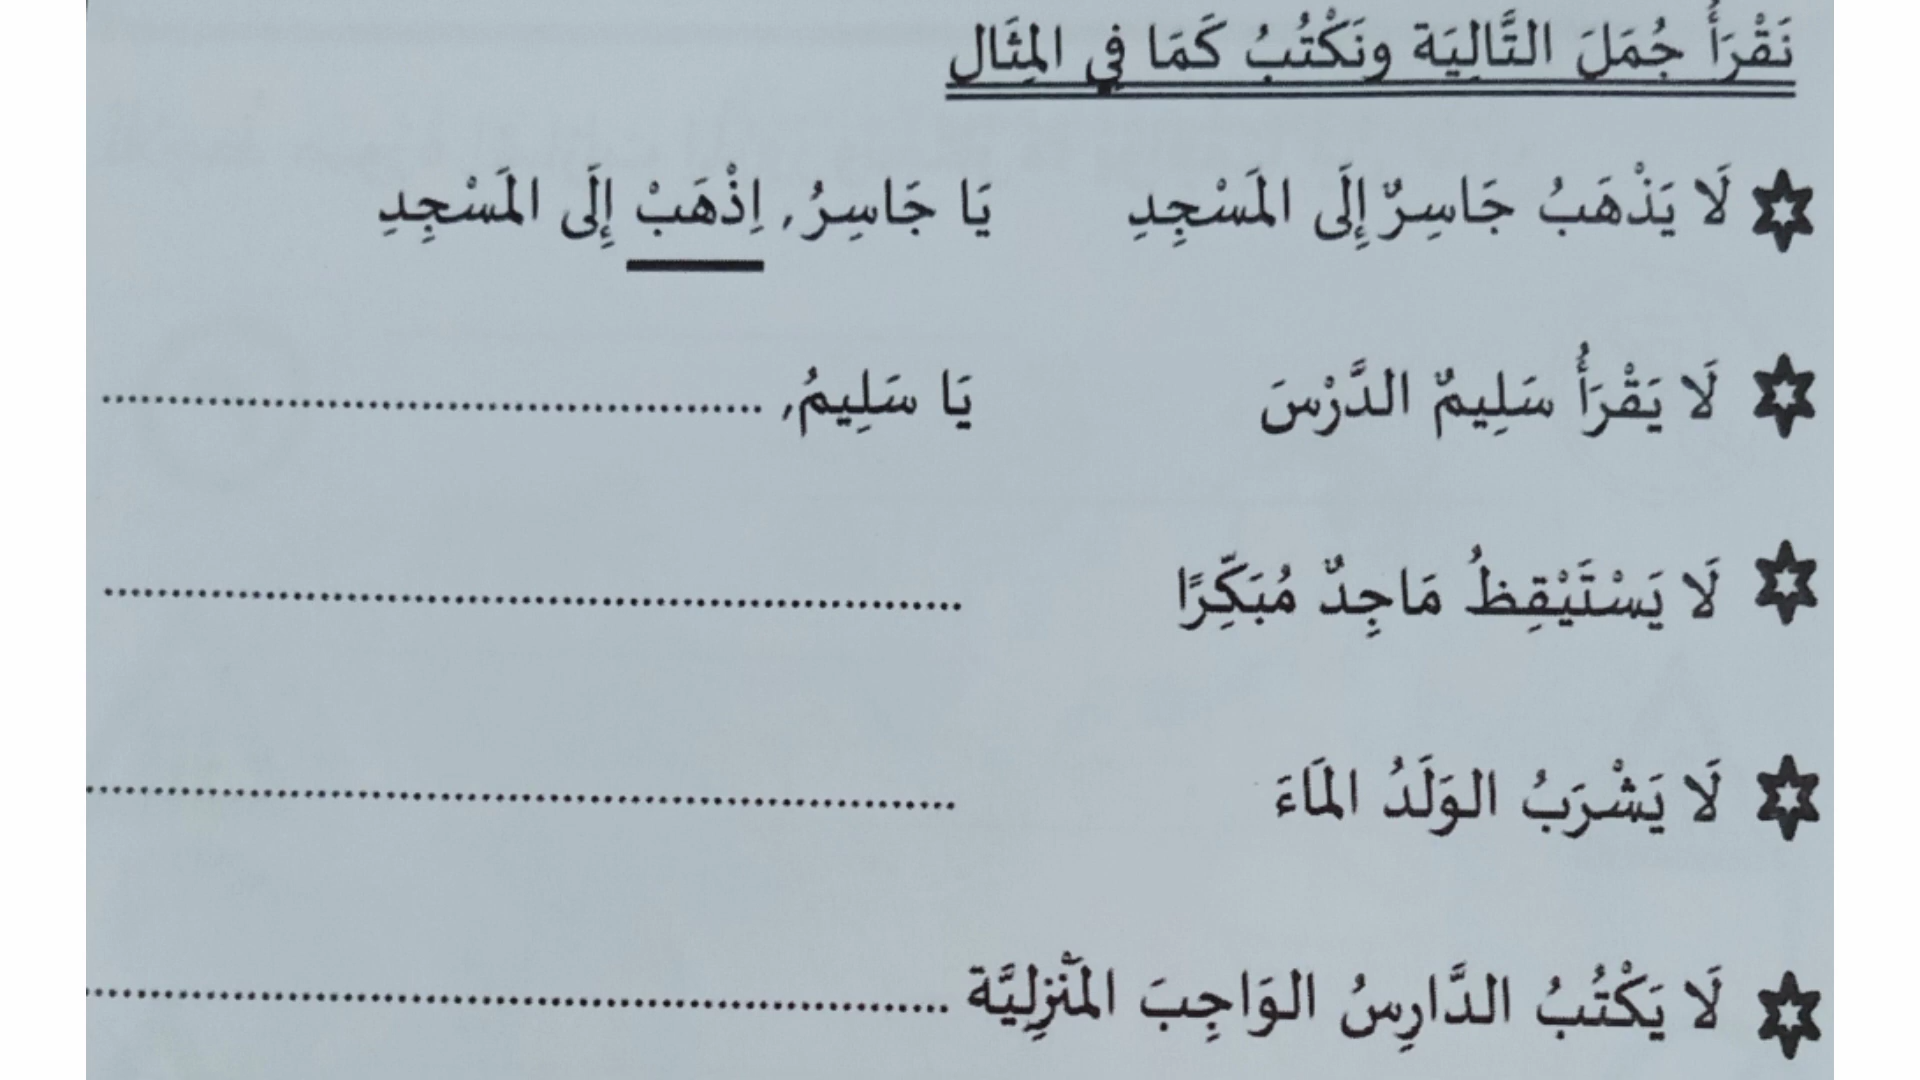 نَقْرَأُ جُمَلَ التَّالِيَة ونَكْتُبُ كَمَا فِي المِثَال
لَا يَذْهَبُ جَاسِرٌ إِلَى المَسْجِدِ يَا جَاسِرُ, اِذْهَبْ إِلَى المَسْجِدِ
لَا يَقْرَأُ سَلِيمٌ الدَّرْسَ يَا سَلِيمُ, ..............................
لَا يَسْتَيْقِظُ مَاجِدٌ مُبَكِّرًا ..............................
لَا يَشْرَبُ الوَلَدُ المَاءَ ..............................
لَا يَكْتُبُ الدَّارِسُ الوَاجِبَ المَنْزِلِيَّة ..............................